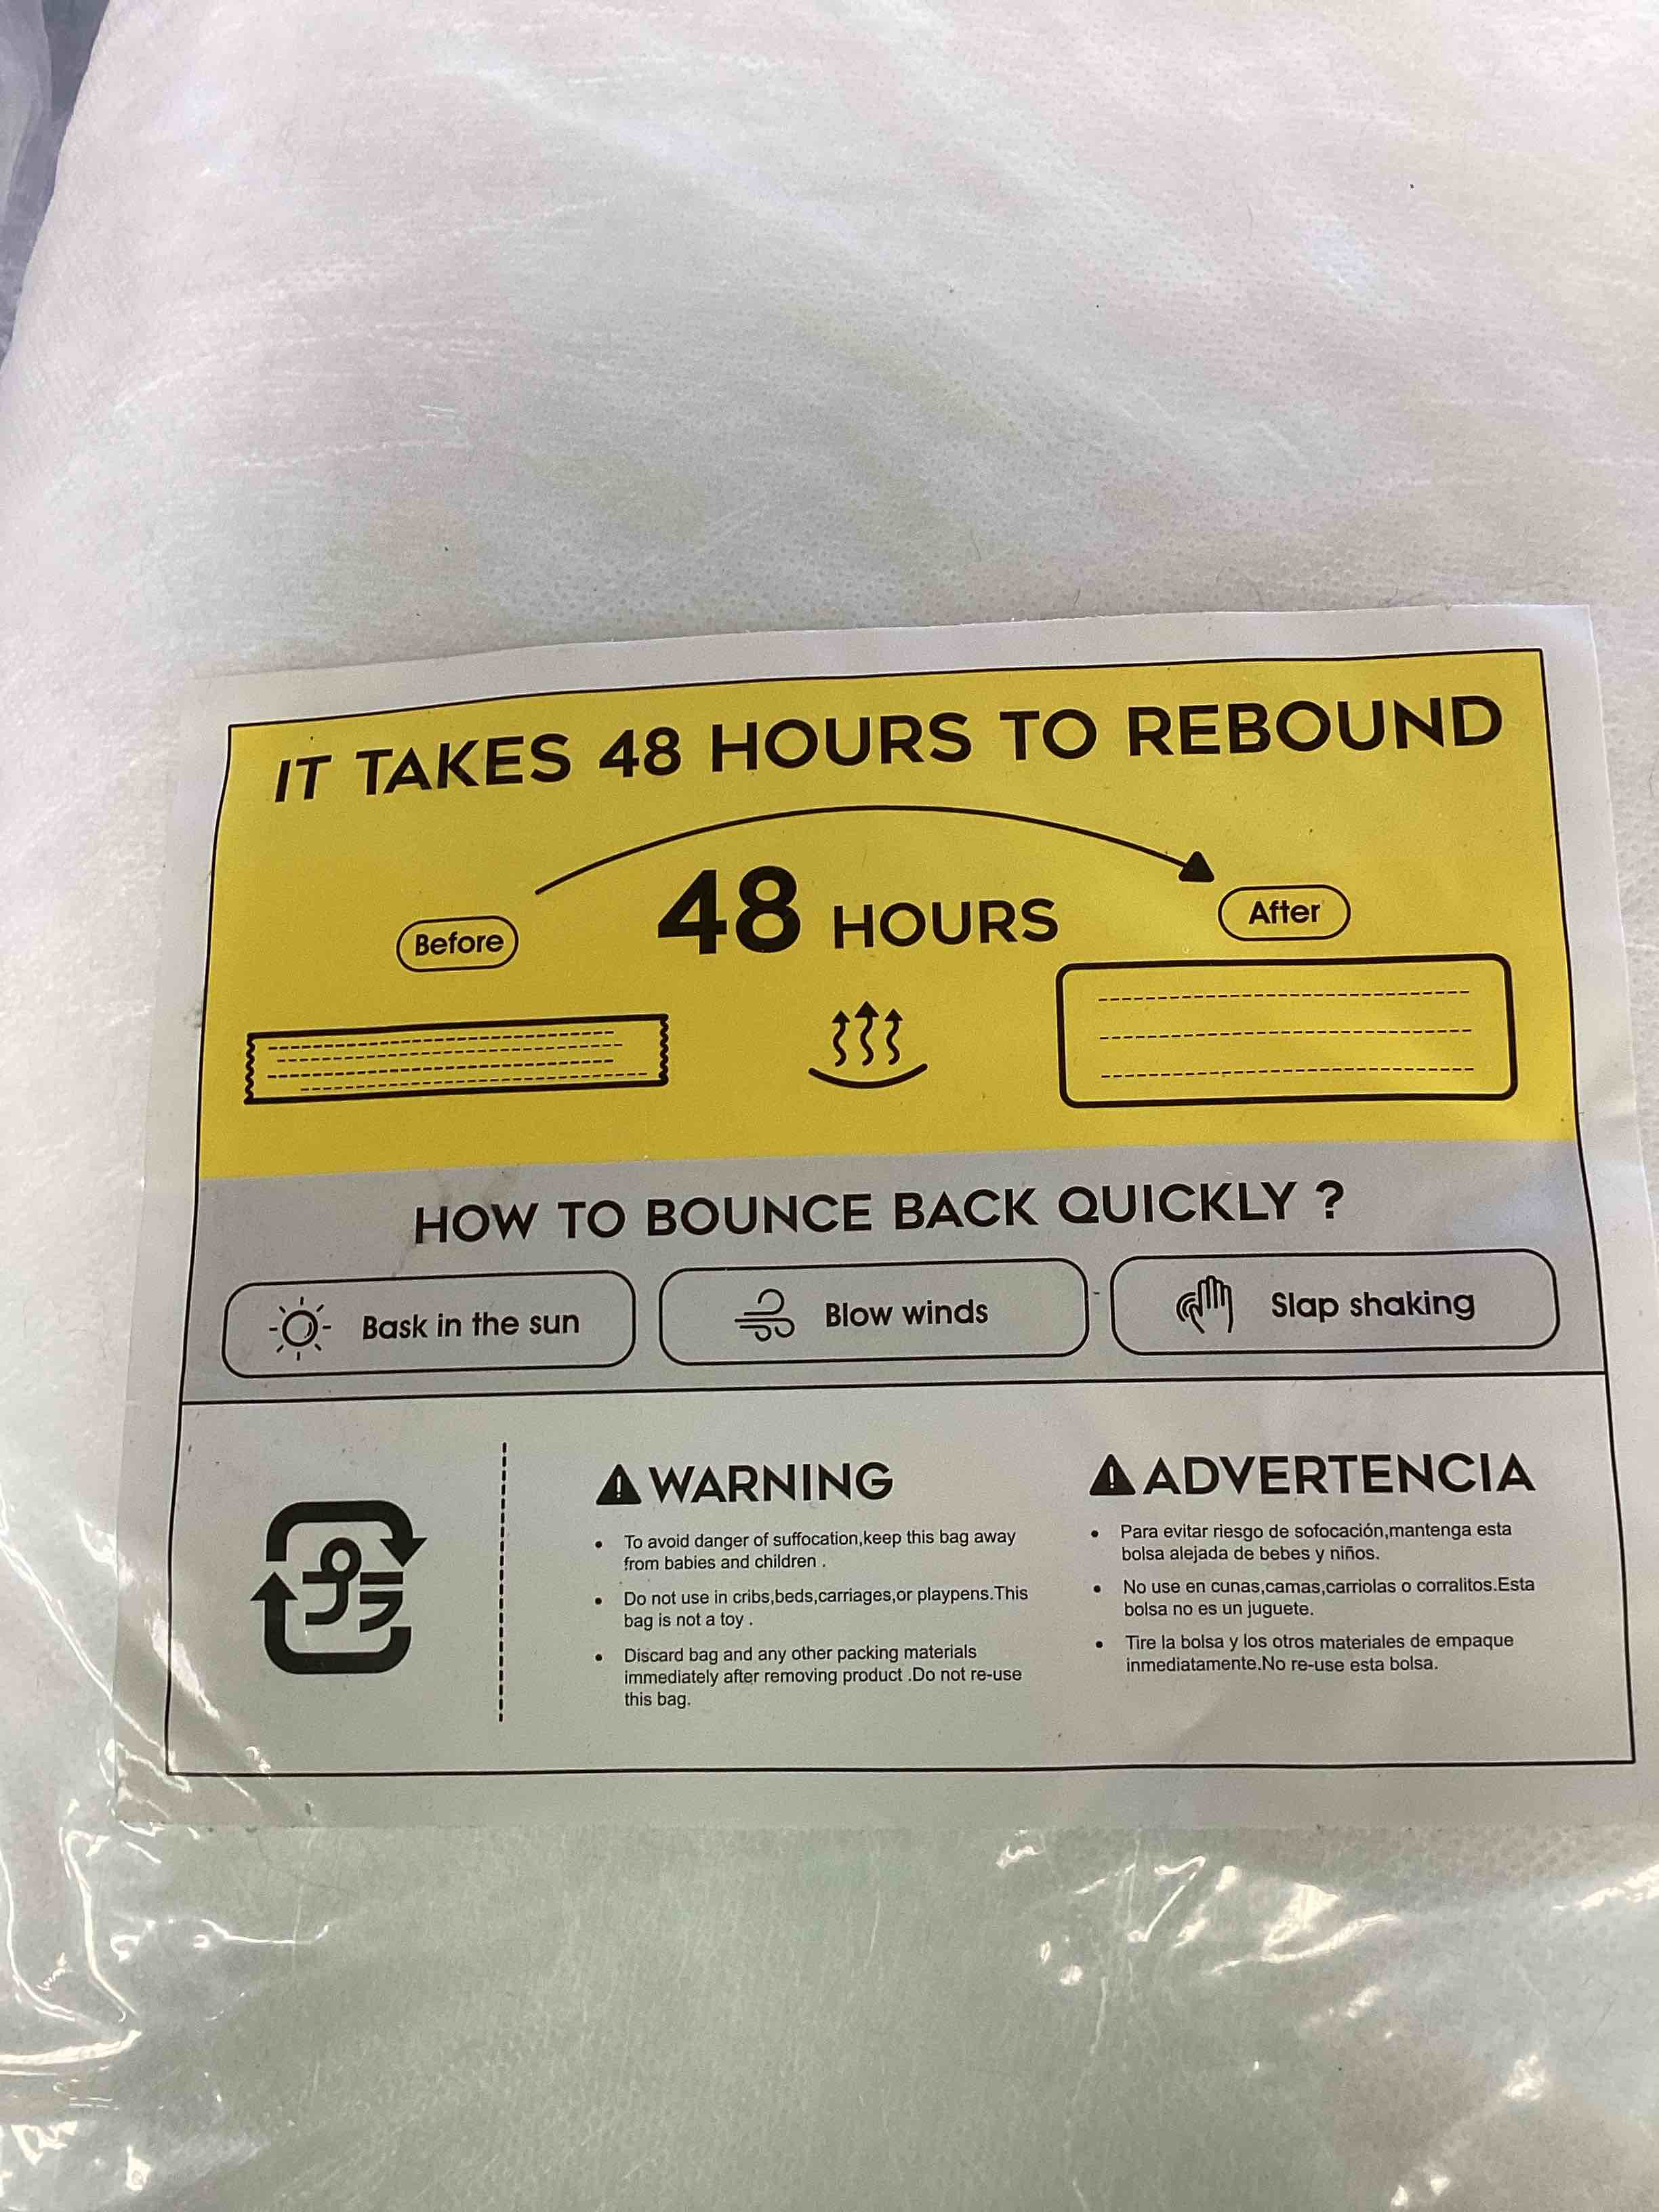 IT TAKES 48 HOURS TO REBOUND
48 HOURS
Before
After
HOW TO BOUNCE BACK QUICKLY ?
Bask in the sun
Blow winds
Slap shaking
プラ
WARNING
• To avoid danger of suffocation,keep this bag away
from babies and children .
• Do not use in cribs,beds,carriages,or playpens.This
bag is not a toy .
• Discard bag and any other packing materials
immediately after removing product .Do not re-use
this bag.
ADVERTENCIA
• Para evitar riesgo de sofocación,mantenga esta
bolsa alejada de bebes y niños.
• No use en cunas,camas,carriolas o corralitos.Esta
bolsa no es un juguete.
• Tire la bolsa y los otros materiales de empaque
inmediatamente.No re-use esta bolsa.